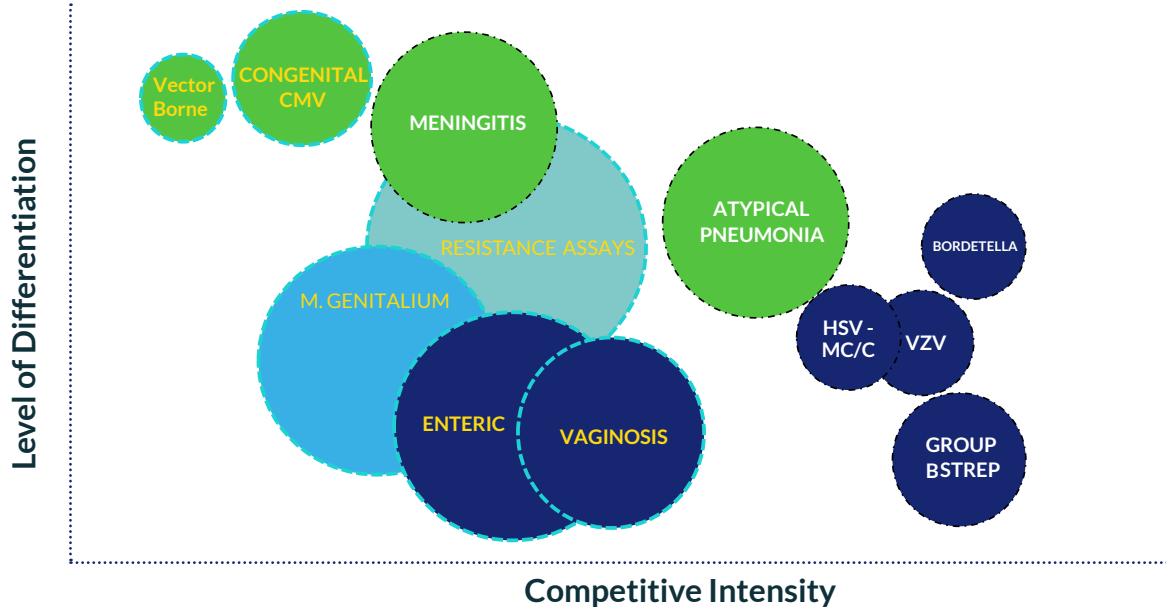 Level of Differentiation
Vector
Borne
CONGENITAL
CMV
MENINGITIS
ATYPICAL
PNEUMONIA
RESISTANCE ASSAYS
BORDETELLA
M. GENITALIUM
HSV -
MC/C
VZV
ENTERIC
VAGINOSIS
GROUP
BSTREP
Competitive Intensity